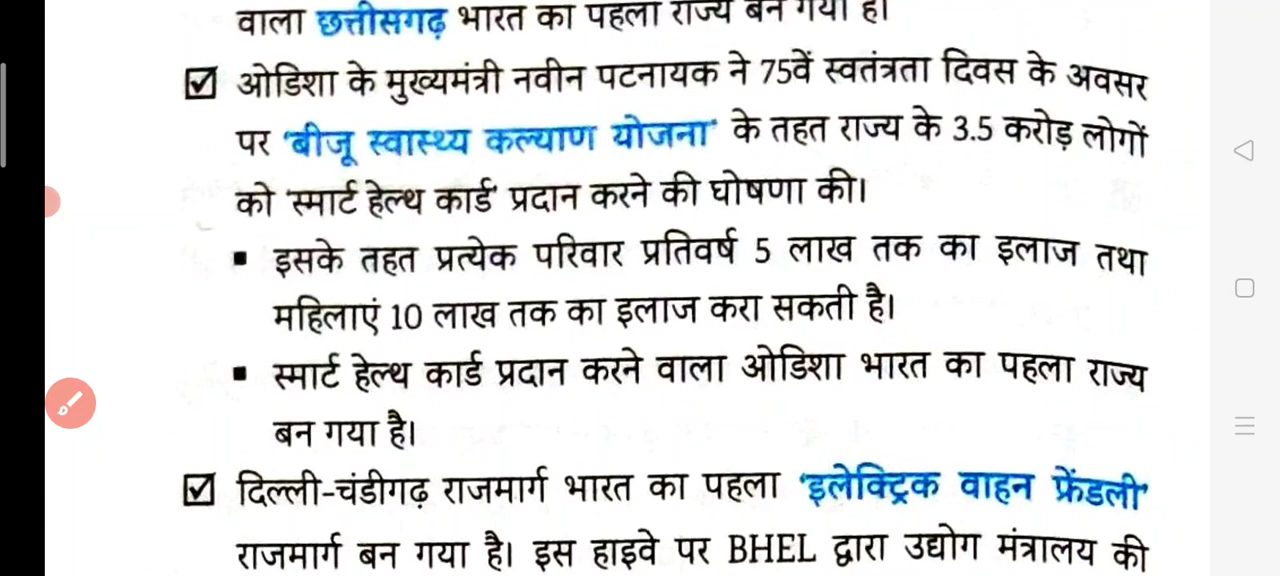 वाला छत्तीसगढ़ भारत का पहला राज्य बन गया है।
ओडिशा के मुख्यमंत्री नवीन पटनायक ने 75वें स्वतंत्रता दिवस के अवसर
पर 'बीजू स्वास्थ्य कल्याण योजना' के तहत राज्य के 3.5 करोड़ लोगों
को 'स्मार्ट हेल्थ कार्ड' प्रदान करने की घोषणा की।
▪ इसके तहत प्रत्येक परिवार प्रतिवर्ष 5 लाख तक का इलाज तथा
महिलाएं 10 लाख तक का इलाज करा सकती है।
▪ स्मार्ट हेल्थ कार्ड प्रदान करने वाला ओडिशा भारत का पहला राज्य
बन गया है।
दिल्ली-चंडीगढ़ राजमार्ग भारत का पहला 'इलेक्ट्रिक वाहन फ्रेंडली'
राजमार्ग बन गया है। इस हाइवे पर BHEL द्वारा उद्योग मंत्रालय की